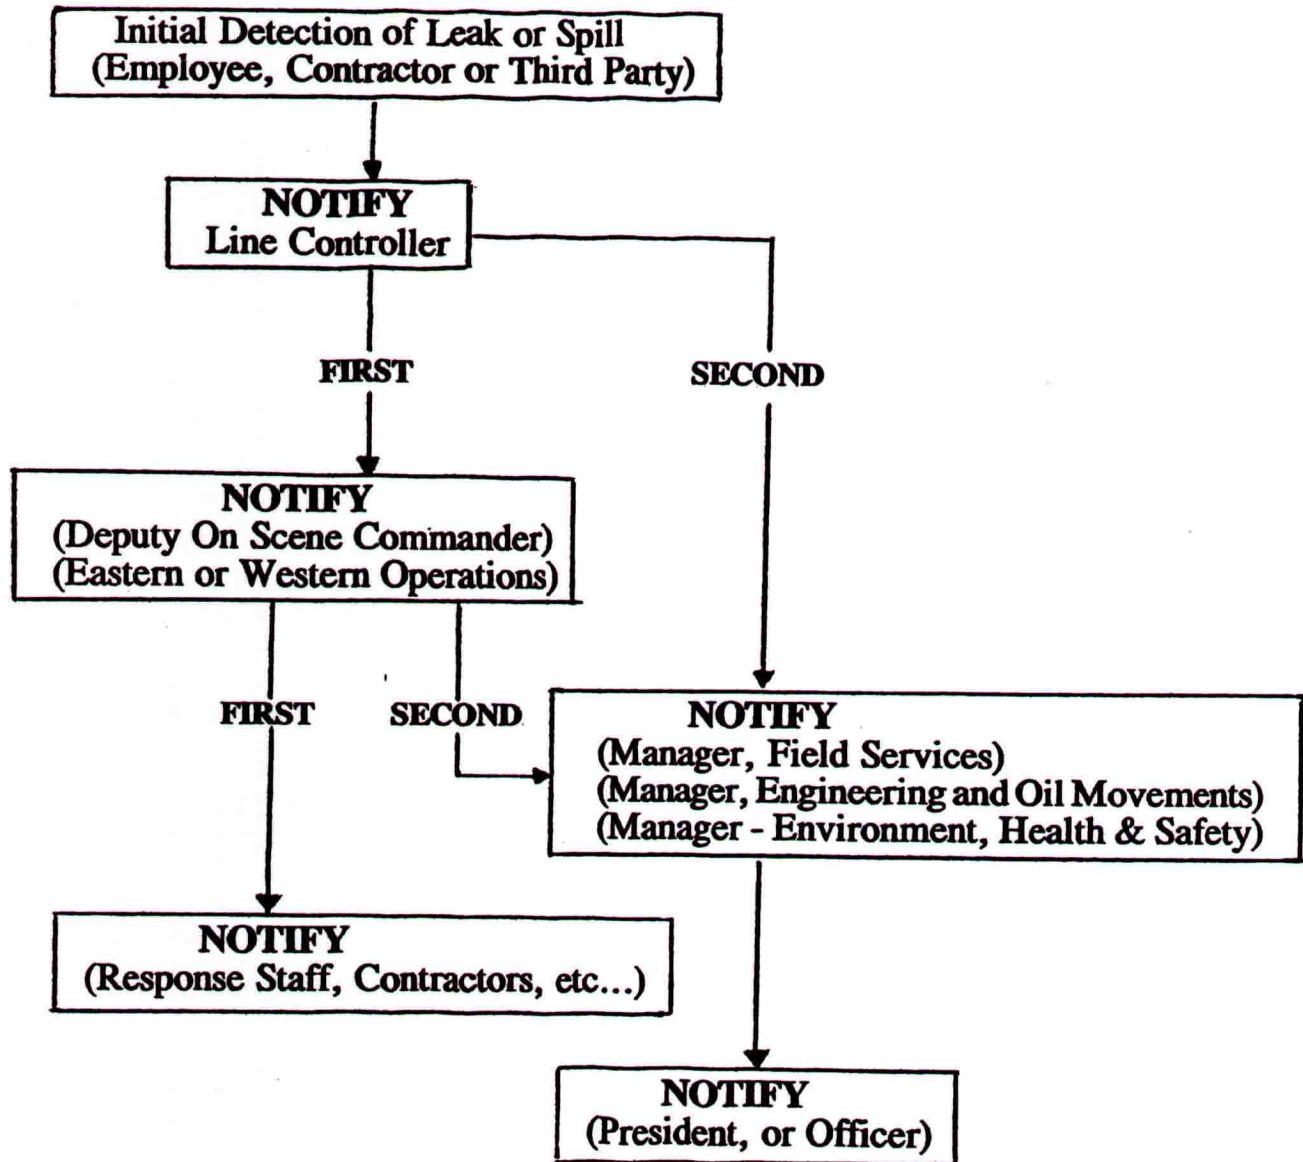 Initial Detection of Leak or Spill
(Employee, Contractor or Third Party)
NOTIFY
Line Controller
FIRST
SECOND
NOTIFY
(Deputy On Scene Commander)
(Eastern or Western Operations)
FIRST
SECOND
NOTIFY
(Manager, Field Services)
(Manager, Engineering and Oil Movements)
(Manager - Environment, Health & Safety)
NOTIFY
(Response Staff, Contractors, etc...)
NOTIFY
(President, or Officer)